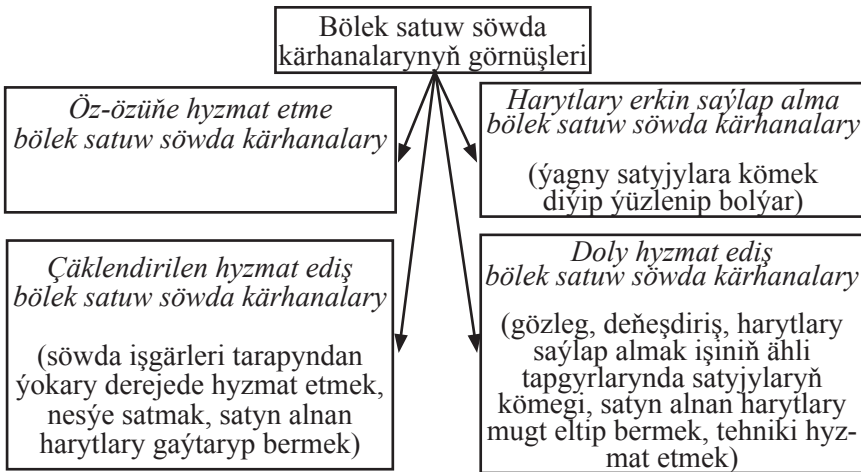 Bölek satuw söwda
kärhanalarynyň görnüşleri
Öz-özüňe hyzmat etme
bölek satuw söwda kärhanalary
Harytlary erkin saýlap alma
bölek satuw söwda kärhanalary
(ýagny satyjylara kömek
diýip ýüzlenip bolýar)
Çäklendirilen hyzmat ediş
bölek satuw söwda kärhanalary
(söwda işgärleri tarapyndan
ýokary derejede hyzmat etmek,
nesýe satmak, satyn alnan
harytlary gaýtaryp bermek)
Doly hyzmat ediş
bölek satuw söwda kärhanalary
(gözleg, deňeşdiriş, harytlary
saýlap almak işiniň ähli
tapgyrlarynda satyjylaryň
kömegi, satyn alnan harytlary
mugt eltip bermek, tehniki hyz-
mat etmek)